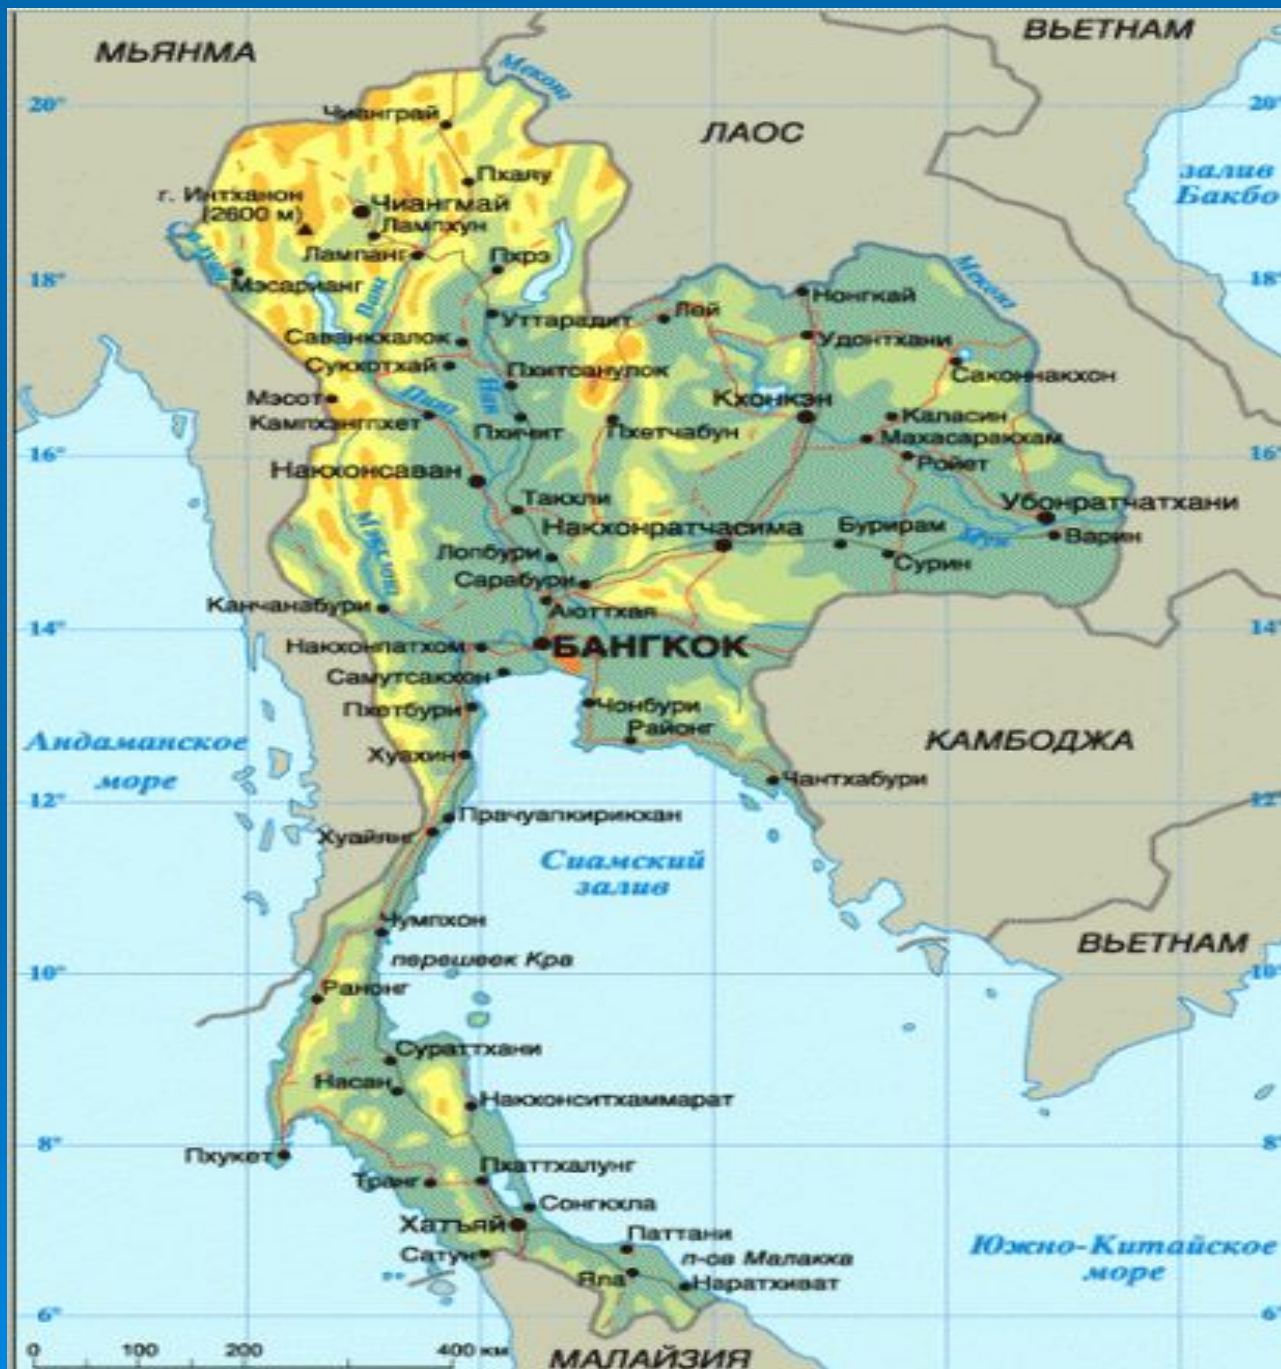 МЬЯНМА
ВЬЕТНАМ
Меконг
20°
20°
Чианграй
ЛАОС
залив
Бакбо
Пхаяу
г. Интханон
(2600 м)
Чиангмай
Лампхун
Лампанг
Пхрэ
18°
18°
Мэсарианг
Ванг
Меконг
Нонгкай
Лей
Уттарадит
Удонтхани
Саванкхалок
Сукхотхай
Пхитсанулок
Саконнакхон
Мэсот
Пинг
Нан
Кхонкэн
Кампхэнгпхет
Пхичит
Пхетчабун
Каласин
Махасаракхам
16°
16°
Ройет
Накхонсаван
Такхли
Убонратчатхани
Накхонратчасима
Бурирам
Мун
Варин
Лопбури
Сурин
Сарабури
Канчанабури
Аюттхая
14°
14°
Накхонпатхом
БАНГКОК
Самутсакхон
Пхетбури
Чонбури
Районг
Андаманское
море
Хуахин
КАМБОДЖА
Чантхабури
12°
12°
Прачуапкирикхан
Хуайянг
Сиамский
залив
Чумпхон
ВЬЕТНАМ
перешеек Кра
10°
10°
Ранонг
Сураттхани
Насан
Накхонситхаммарат
8°
8°
Пхукет
Пхаттхалунг
Транг
Сонгкхла
Хатъяй
Паттани
Сатун
п-ов Малакка
Южно-Китайское
море
Яла
Наратхиват
6°
6°
0 100 200 400 км
МАЛАЙЗИЯ